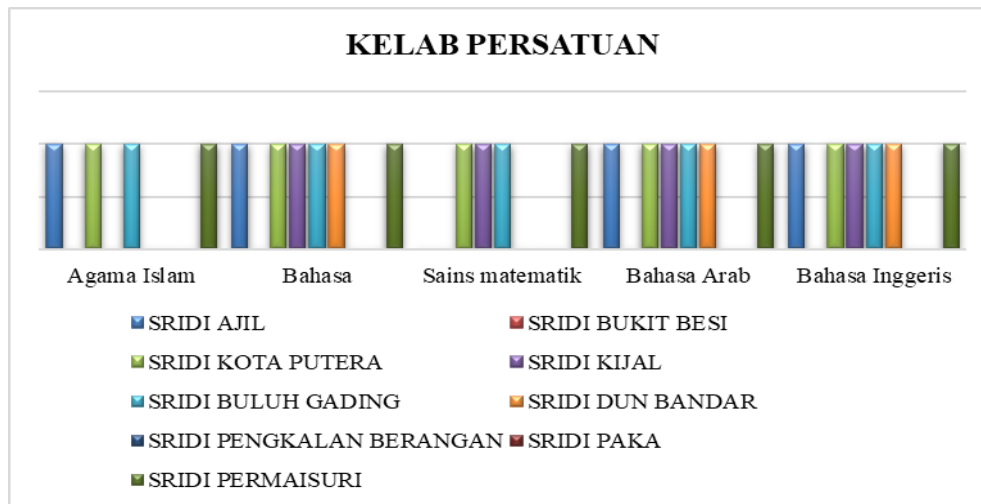 KELAB PERSATUAN
Agama Islam Bahasa Sains matematik Bahasa Arab Bahasa Inggeris
SRIDI AJIL SRIDI BUKIT BESI
SRIDI KOTA PUTERA SRIDI KIJAL
SRIDI BULUH GADING SRIDI DUN BANDAR
SRIDI PENGKALAN BERANGAN SRIDI PAKA
SRIDI PERMAISURI